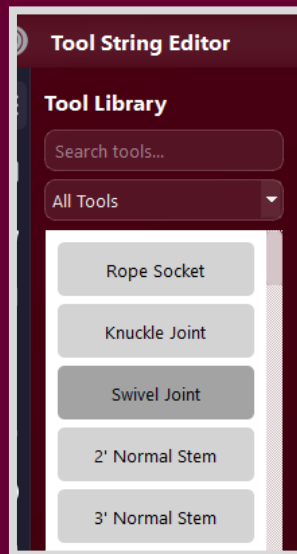 Tool String Editor
Tool Library
Search tools...
All Tools
Rope Socket
Knuckle Joint
Swivel Joint
2' Normal Stem
3' Normal Stem